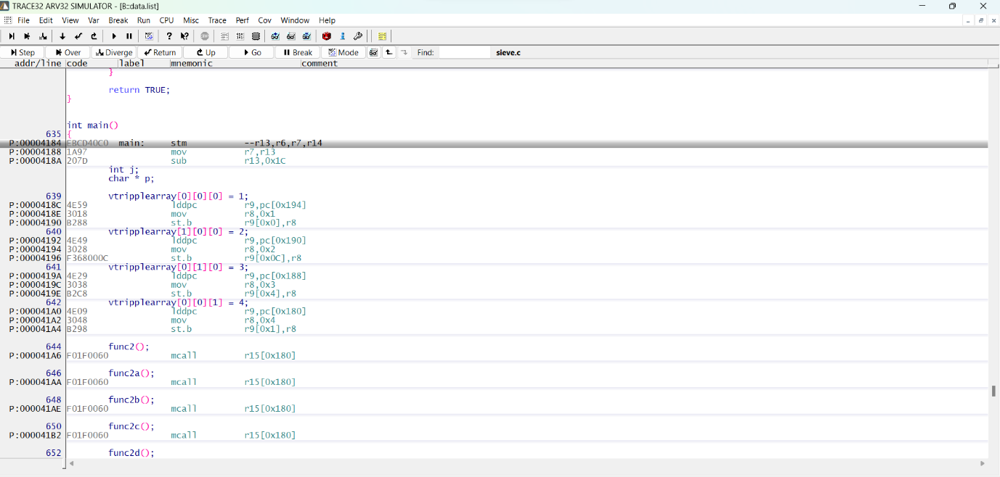 TRACE32 ARV32 SIMULATOR - [B::data.list]
File Edit View Var Break Run CPU Misc Trace Perf Cov Window Help
Step Over Diverge Return Up Go Break Mode Find: sieve.c
addr/line code label mnemonic comment
}
return TRUE;
}
int main()
635 {
P:00004184 EBCD40C0 main: stm --r13,r6,r7,r14
P:00004188 1A97 mov r7,r13
P:0000418A 207D sub r13,0x1C
int j;
char * p;
639 vtripplearray[0][0][0] = 1;
P:0000418C 4E59 lddpc r9,pc[0x194]
P:0000418E 3018 mov r8,0x1
P:00004190 B288 st.b r9[0x0],r8
640 vtripplearray[1][0][0] = 2;
P:00004192 4E49 lddpc r9,pc[0x190]
P:00004194 3028 mov r8,0x2
P:00004196 F368000C st.b r9[0x0C],r8
641 vtripplearray[0][1][0] = 3;
P:0000419A 4E29 lddpc r9,pc[0x188]
P:0000419C 3038 mov r8,0x3
P:0000419E B2C8 st.b r9[0x4],r8
642 vtripplearray[0][0][1] = 4;
P:000041A0 4E09 lddpc r9,pc[0x180]
P:000041A2 3048 mov r8,0x4
P:000041A4 B298 st.b r9[0x1],r8
644 func2();
P:000041A6 F01F0060 mcall r15[0x180]
646 func2a();
P:000041AA F01F0060 mcall r15[0x180]
648 func2b();
P:000041AE F01F0060 mcall r15[0x180]
650 func2c();
P:000041B2 F01F0060 mcall r15[0x180]
652 func2d();